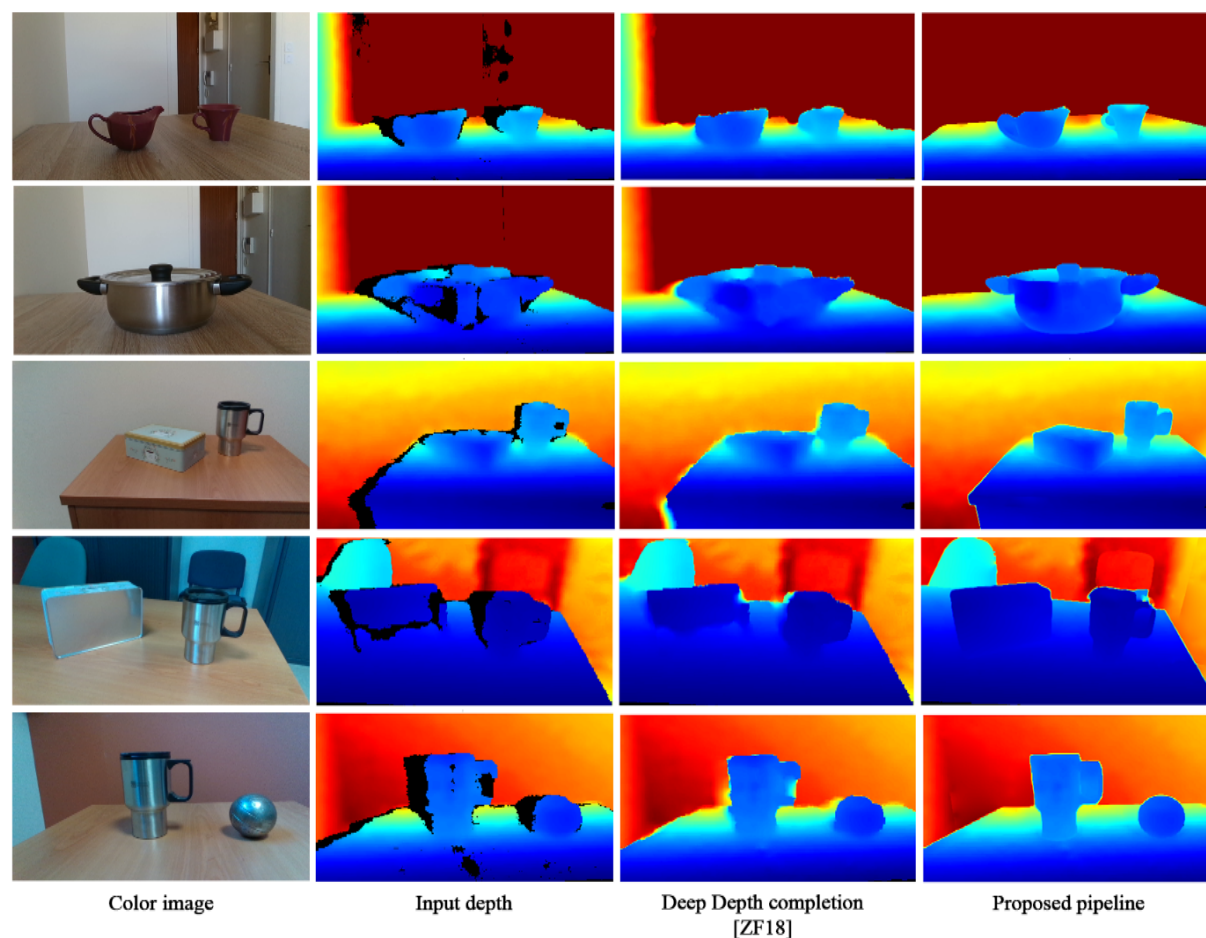 Color image
Input depth
Deep Depth completion
[ZF18]
Proposed pipeline